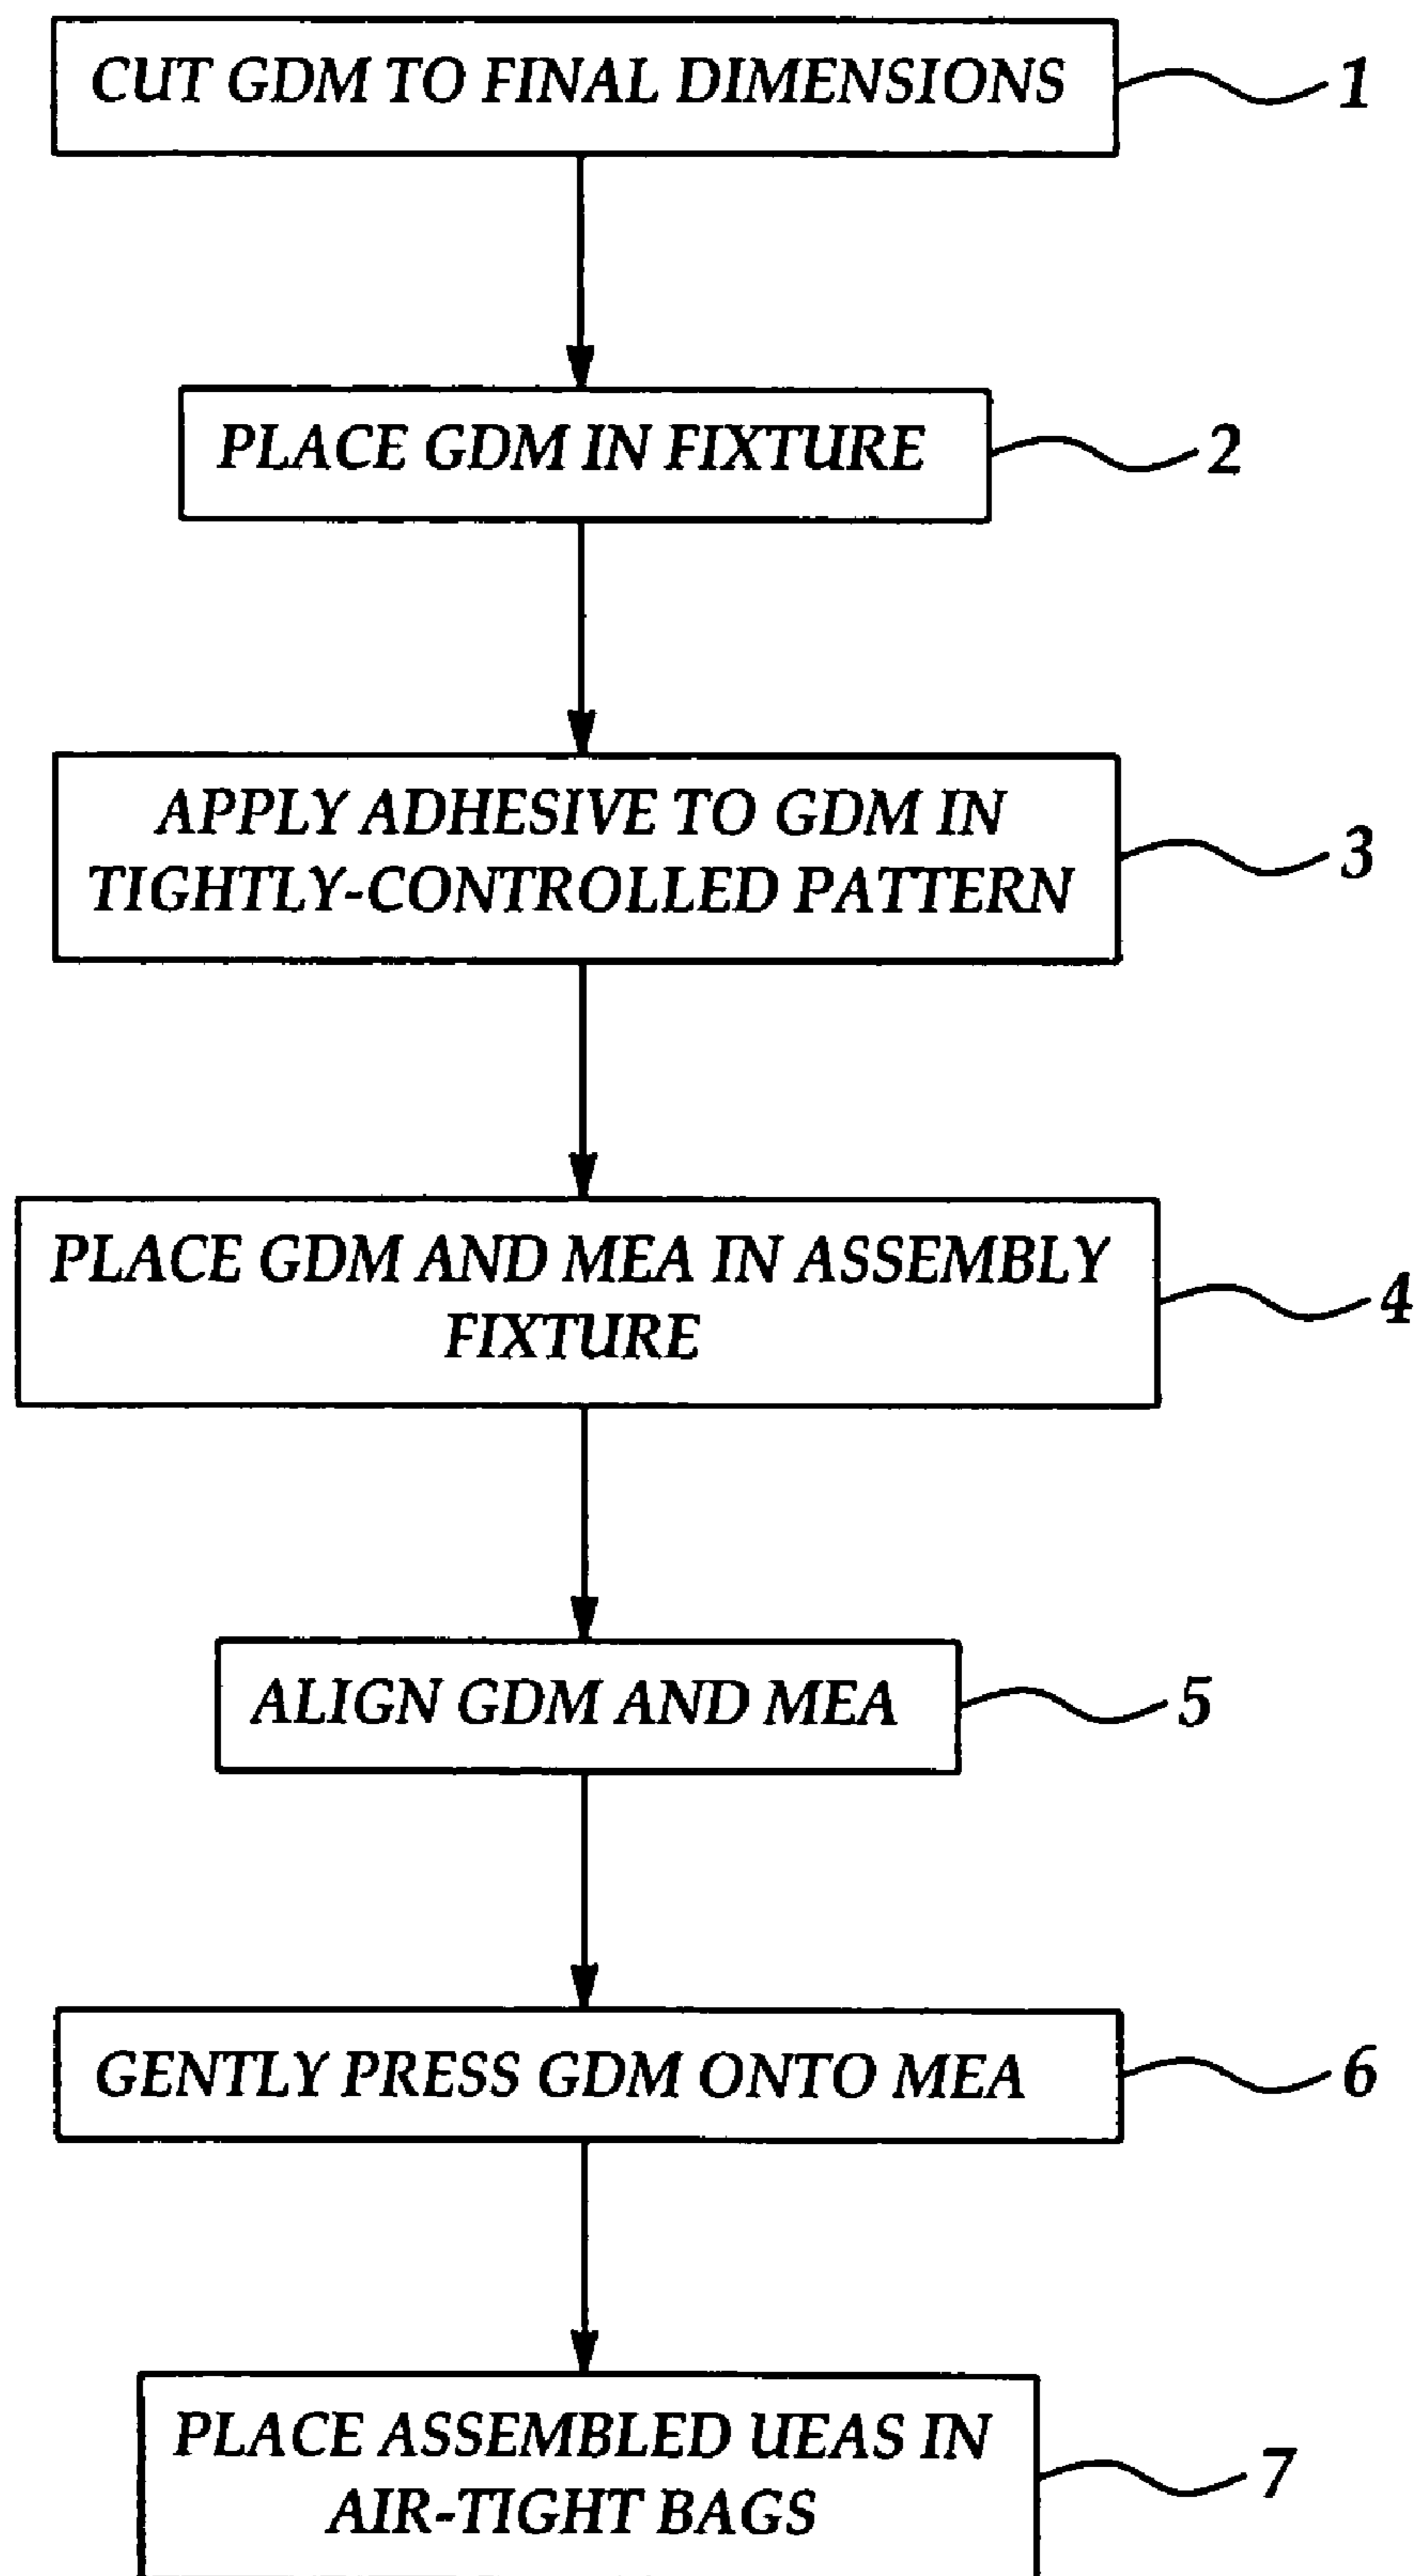 CUT GDM TO FINAL DIMENSIONS
1
PLACE GDM IN FIXTURE
2
APPLY ADHESIVE TO GDM IN
TIGHTLY-CONTROLLED PATTERN
3
PLACE GDM AND MEA IN ASSEMBLY
FIXTURE
4
ALIGN GDM AND MEA
5
GENTLY PRESS GDM ONTO MEA
6
PLACE ASSEMBLED UEAS IN
AIR-TIGHT BAGS
7